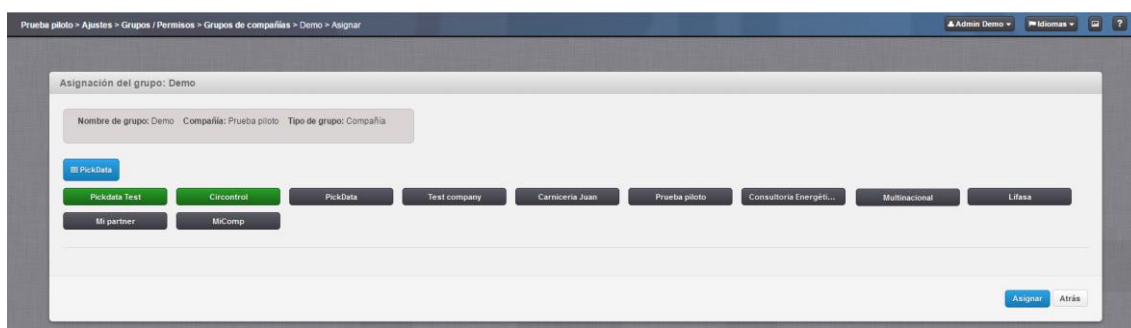 Prueba piloto > Ajustes > Grupos / Permisos > Grupos de compañías > Demo > Asignar Admin Demo Idiomas ?
Asignación del grupo: Demo
Nombre de grupo: Demo Compañía: Prueba piloto Tipo de grupo: Compañía
PickData
Pickdata Test Circontrol PickData Test company Carniceria Juan Prueba piloto Consultoria Energéti... Multinacional Lifasa
Mi partner MiComp
Asignar Atrás